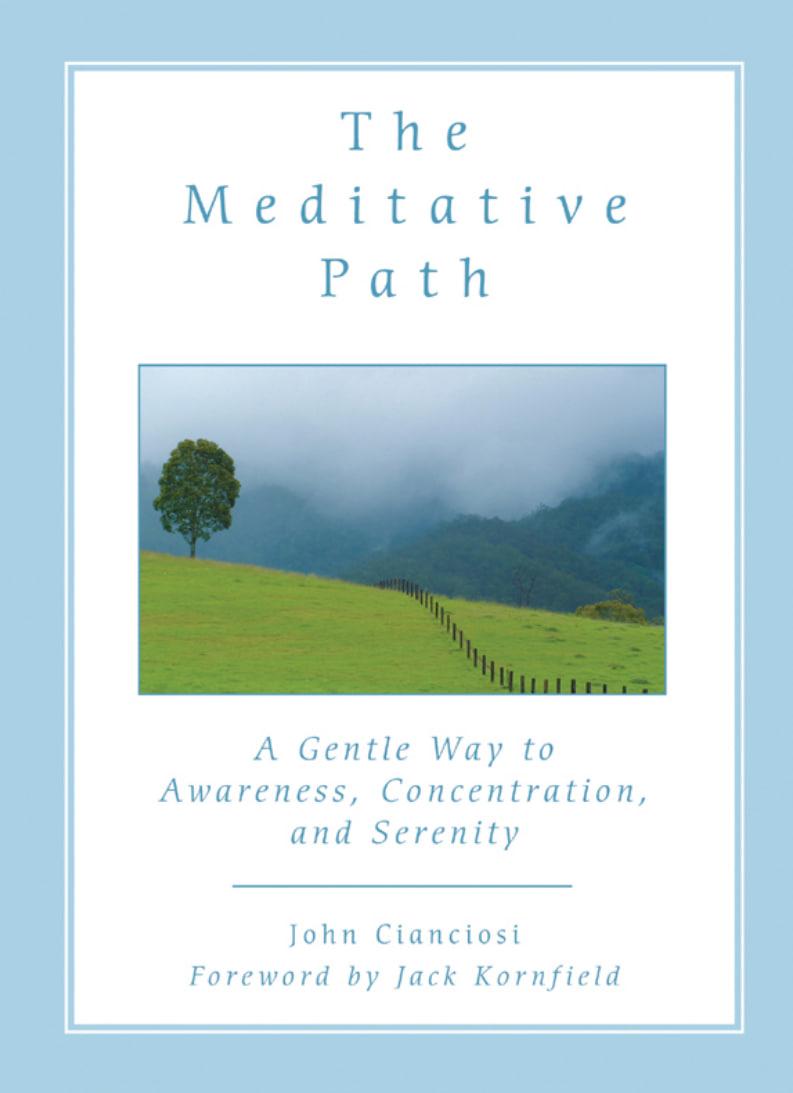 The
Meditative
Path
A Gentle Way to
Awareness, Concentration,
and Serenity
John Cianciosi
Foreword by Jack Kornfield